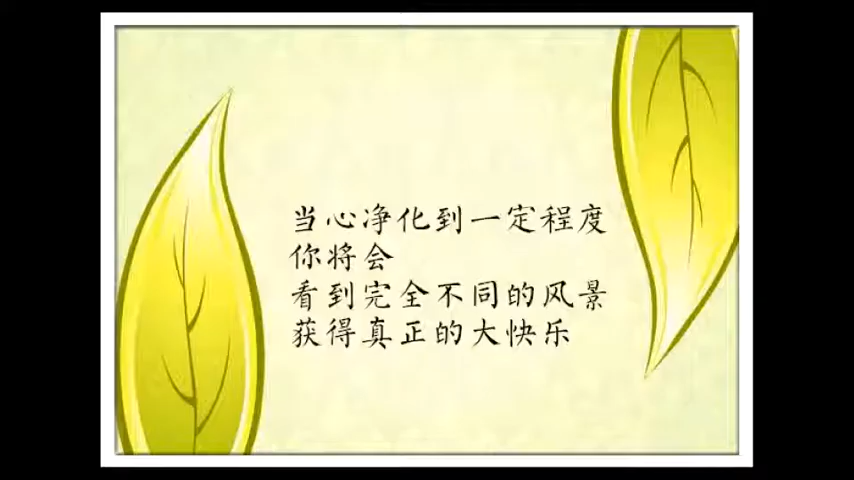 当心净化到一定程度
你将会
看到完全不同的风景
获得真正的大快乐